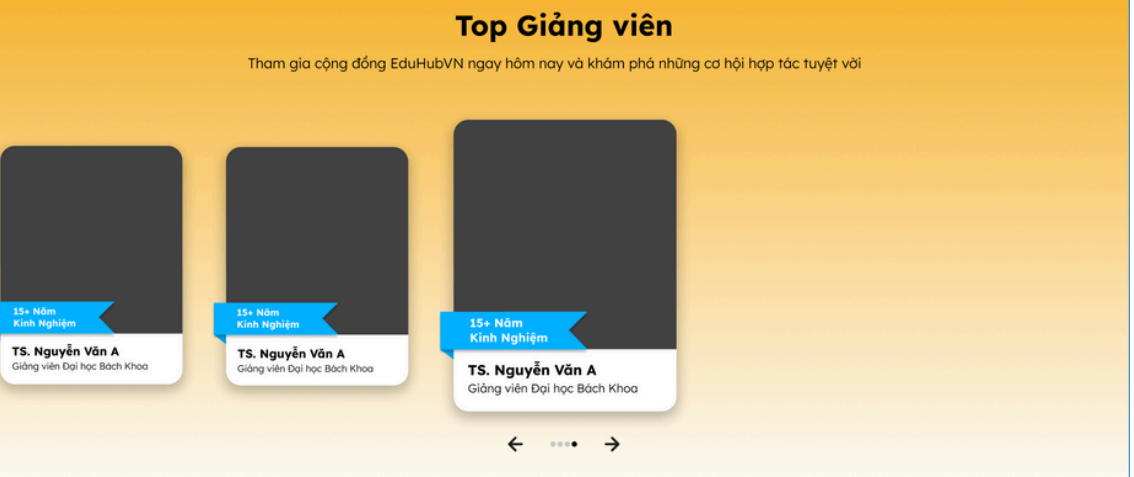 Top Giảng viên
Tham gia cộng đồng EduHubVN ngay hôm nay và khám phá những cơ hội hợp tác tuyệt vời
15+ Năm
Kinh Nghiệm
TS. Nguyễn Văn A
Giảng viên Đại học Bách Khoa
15+ Năm
Kinh Nghiệm
TS. Nguyễn Văn A
Giảng viên Đại học Bách Khoa
15+ Năm
Kinh Nghiệm
TS. Nguyễn Văn A
Giảng viên Đại học Bách Khoa